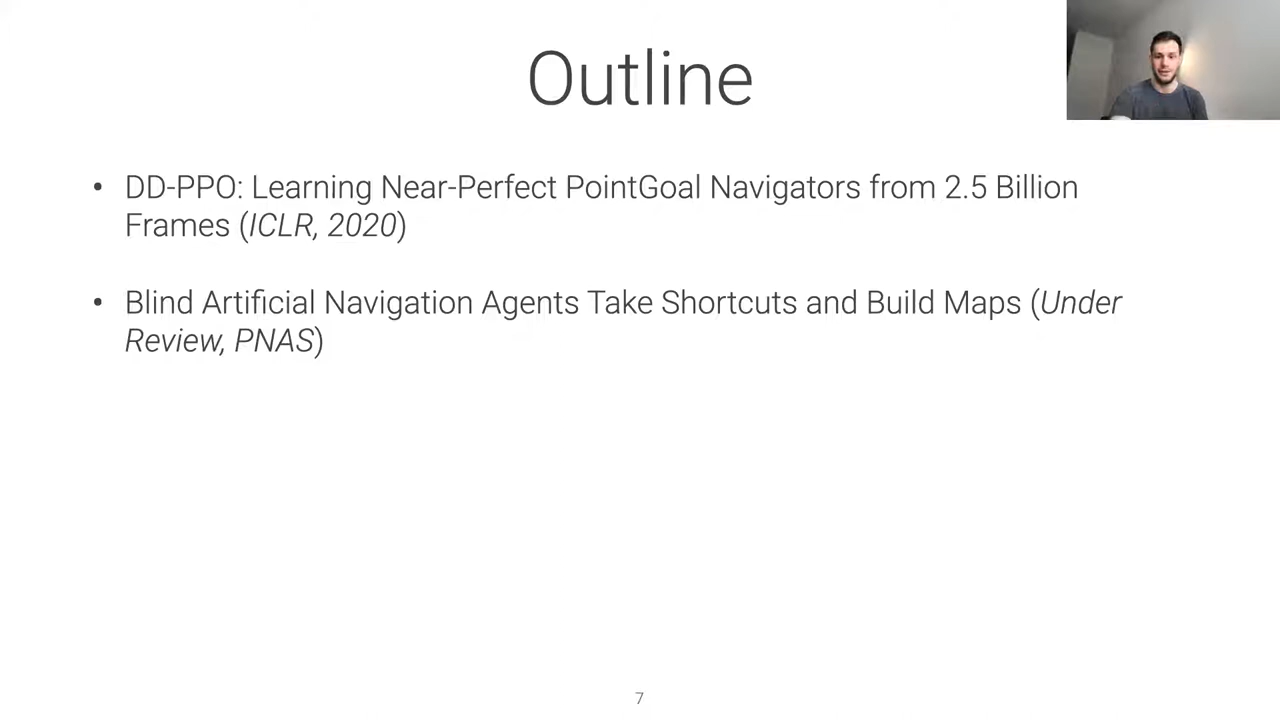 Outline
• DD-PPO: Learning Near-Perfect PointGoal Navigators from 2.5 Billion
Frames (ICLR, 2020)
• Blind Artificial Navigation Agents Take Shortcuts and Build Maps (Under
Review, PNAS)
7